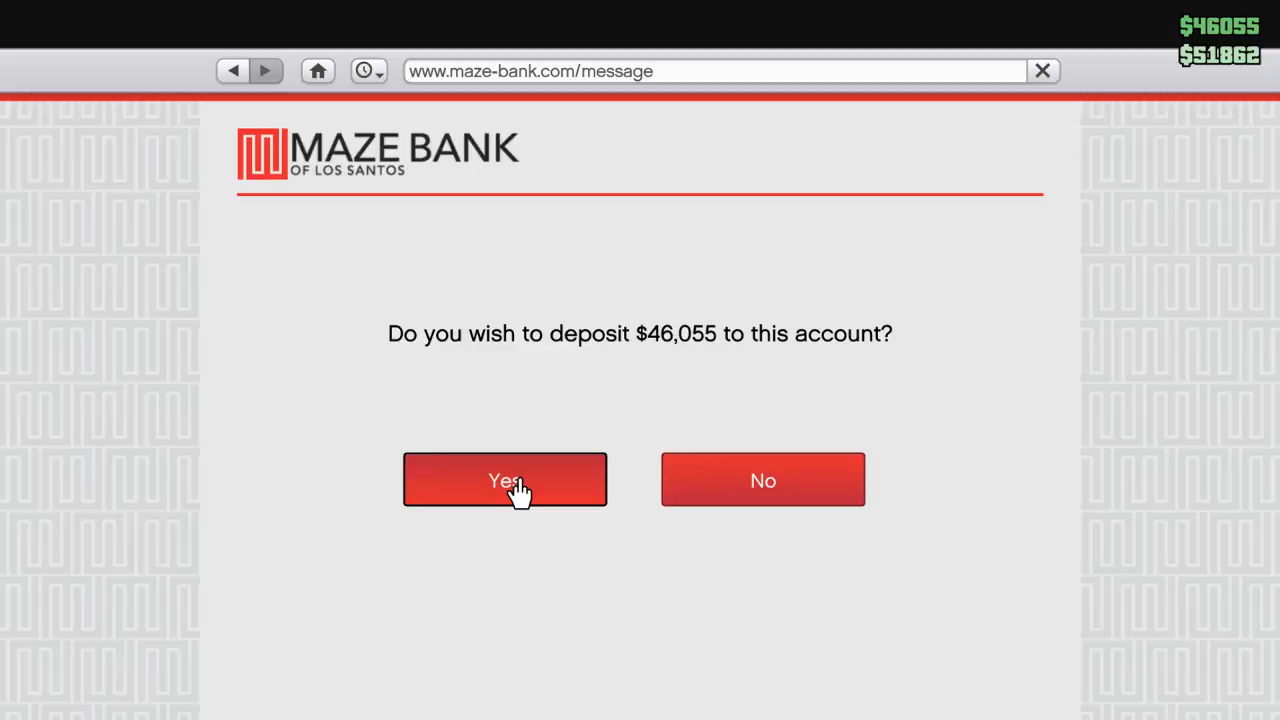 $46055
$51862
www.maze-bank.com/message
MAZE BANK
OF LOS SANTOS
Do you wish to deposit $46,055 to this account?
Yes
No